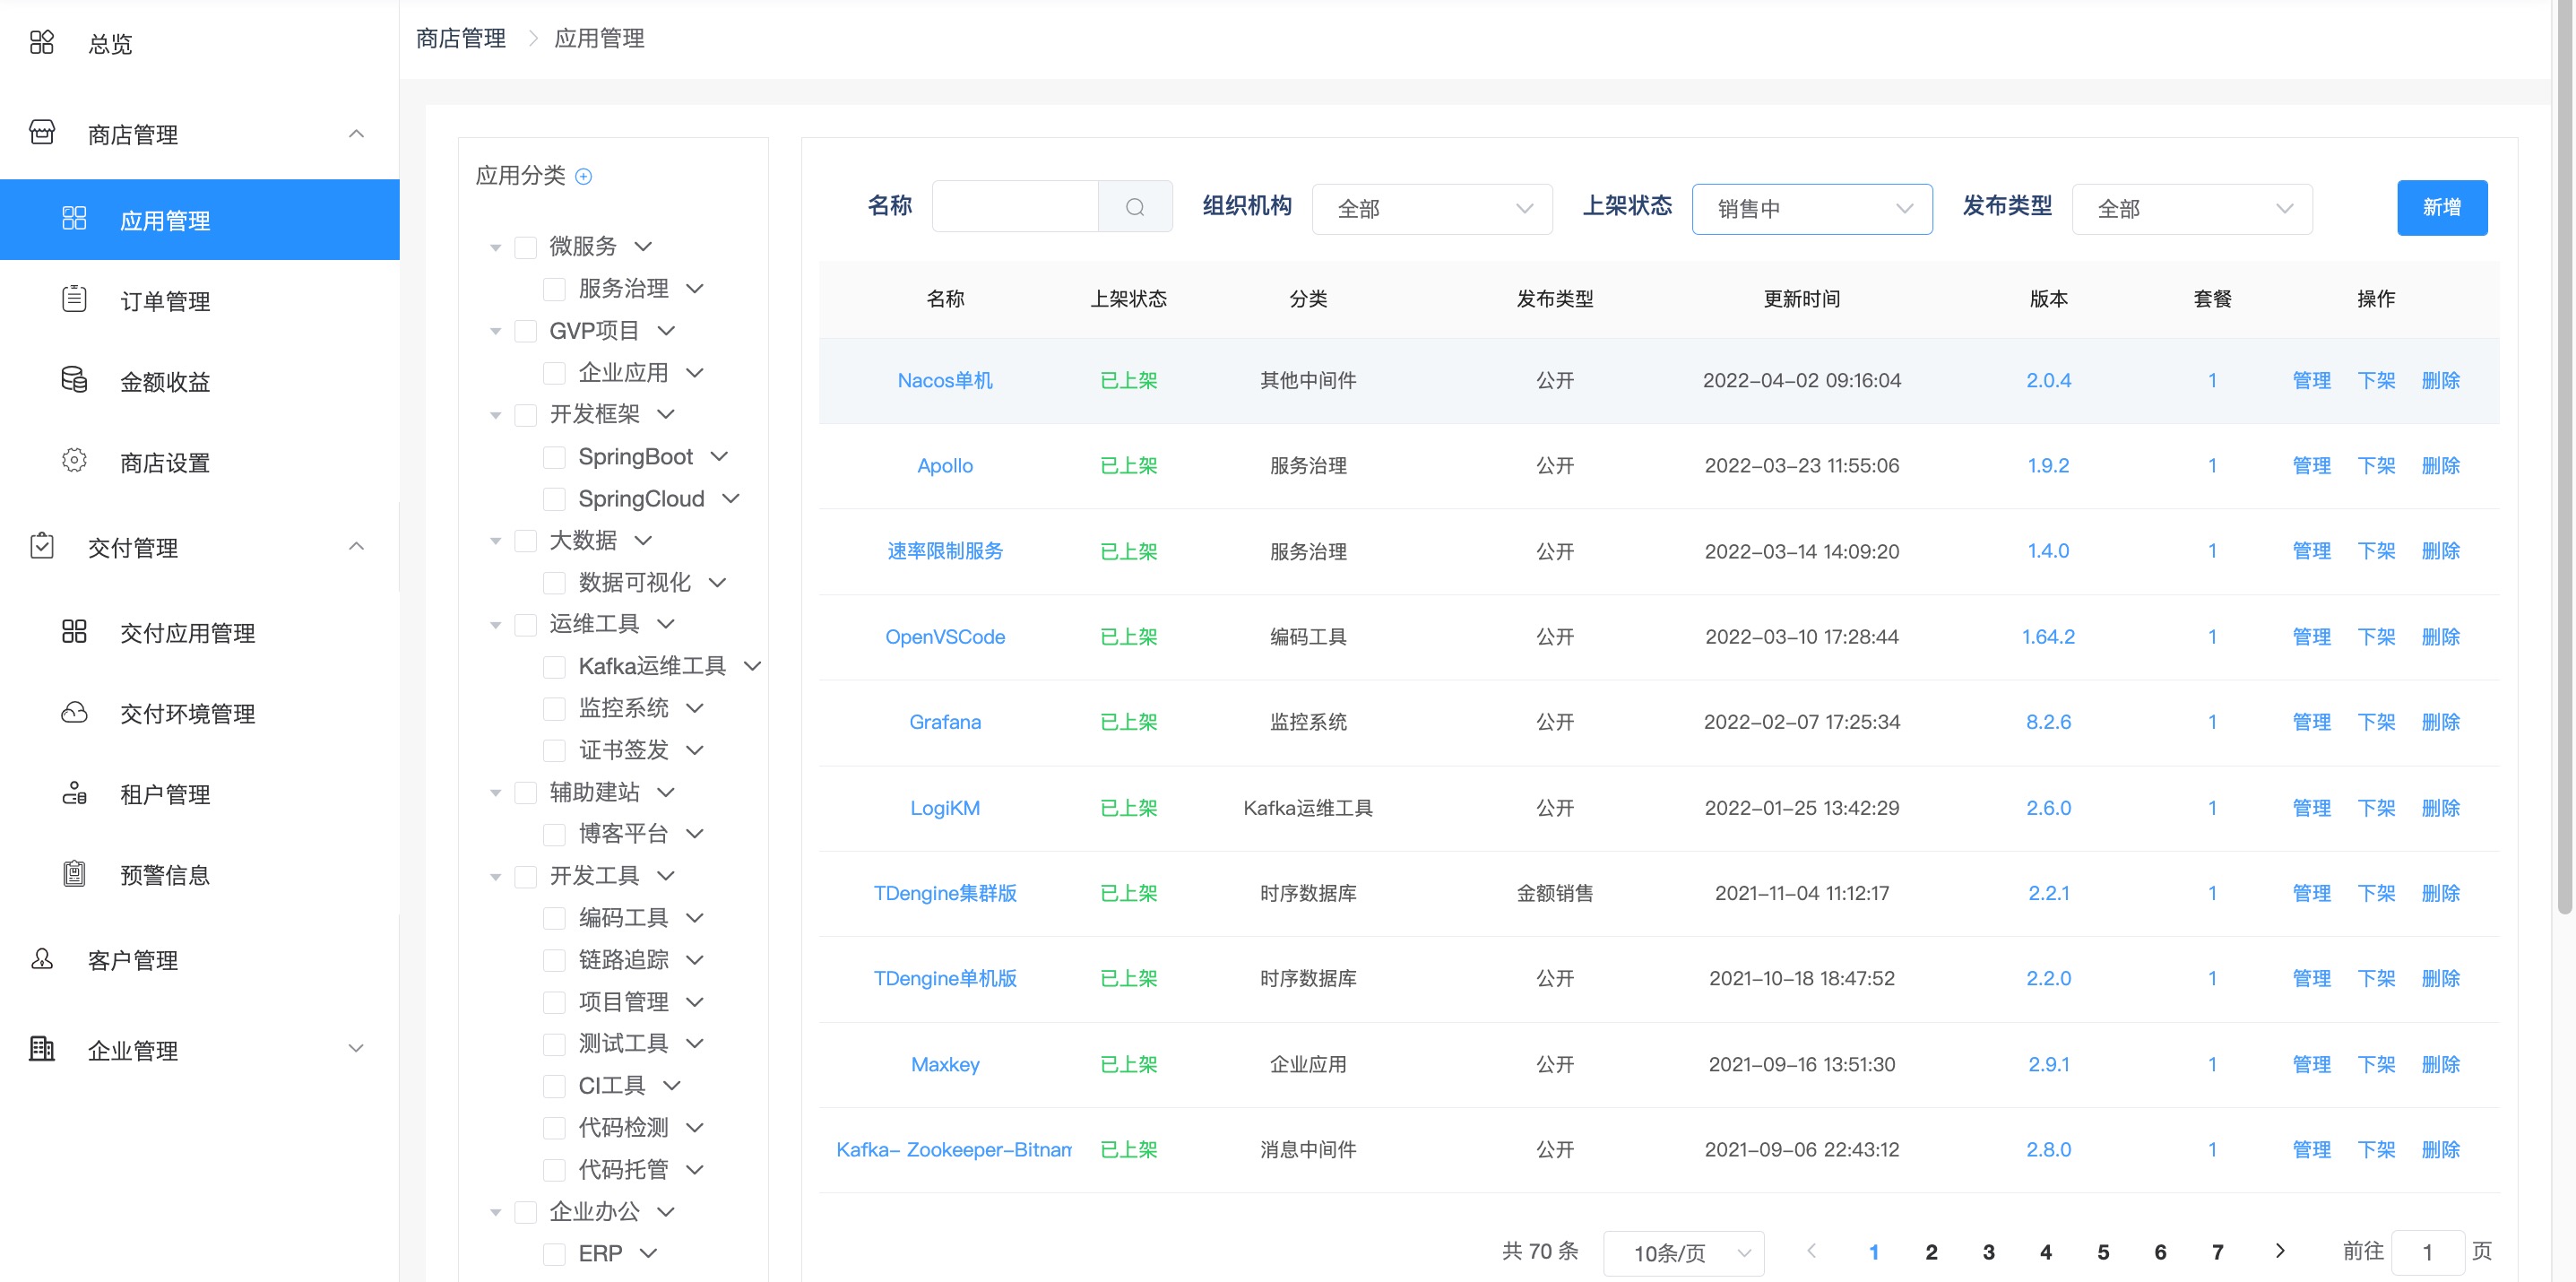 总览
商店管理
应用管理
订单管理
金额收益
商店设置
交付管理
交付应用管理
交付环境管理
租户管理
预警信息
客户管理
企业管理
商店管理 应用管理
应用分类
微服务
服务治理
GVP项目
企业应用
开发框架
SpringBoot
SpringCloud
大数据
数据可视化
运维工具
Kafka运维工具
监控系统
证书签发
辅助建站
博客平台
开发工具
编码工具
链路追踪
项目管理
测试工具
CI工具
代码检测
代码托管
企业办公
ERP
名称 组织机构 全部 上架状态 销售中 发布类型 全部 新增
名称 上架状态 分类 发布类型 更新时间 版本 套餐 操作
Nacos单机 已上架 其他中间件 公开 2022-04-02 09:16:04 2.0.4 1 管理 下架 删除
Apollo 已上架 服务治理 公开 2022-03-23 11:55:06 1.9.2 1 管理 下架 删除
速率限制服务 已上架 服务治理 公开 2022-03-14 14:09:20 1.4.0 1 管理 下架 删除
OpenVSCode 已上架 编码工具 公开 2022-03-10 17:28:44 1.64.2 1 管理 下架 删除
Grafana 已上架 监控系统 公开 2022-02-07 17:25:34 8.2.6 1 管理 下架 删除
LogiKM 已上架 Kafka运维工具 公开 2022-01-25 13:42:29 2.6.0 1 管理 下架 删除
TDengine集群版 已上架 时序数据库 金额销售 2021-11-04 11:12:17 2.2.1 1 管理 下架 删除
TDengine单机版 已上架 时序数据库 公开 2021-10-18 18:47:52 2.2.0 1 管理 下架 删除
Maxkey 已上架 企业应用 公开 2021-09-16 13:51:30 2.9.1 1 管理 下架 删除
Kafka- Zookeeper-Bitnam 已上架 消息中间件 公开 2021-09-06 22:43:12 2.8.0 1 管理 下架 删除
共 70 条 10条/页 1 2 3 4 5 6 7 前往 1 页